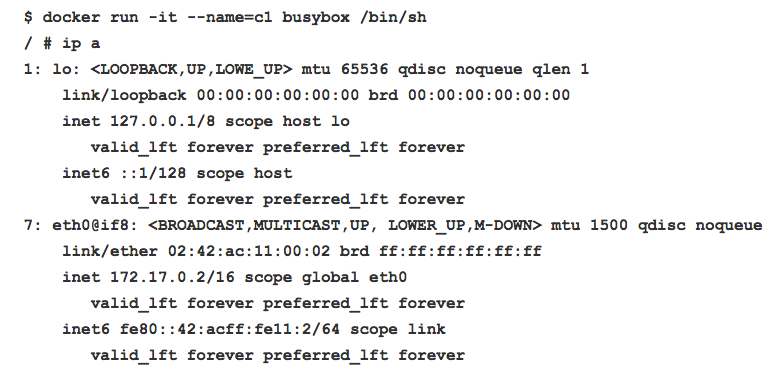 $ docker run -it --name=c1 busybox /bin/sh
/ # ip a
1: lo: <LOOPBACK,UP,LOWE_UP> mtu 65536 qdisc noqueue qlen 1
    link/loopback 00:00:00:00:00:00 brd 00:00:00:00:00:00
    inet 127.0.0.1/8 scope host lo
       valid_lft forever preferred_lft forever
    inet6 ::1/128 scope host
       valid_lft forever preferred_lft forever
7: eth0@if8: <BROADCAST,MULTICAST,UP, LOWER_UP,M-DOWN> mtu 1500 qdisc noqueue
    link/ether 02:42:ac:11:00:02 brd ff:ff:ff:ff:ff:ff
    inet 172.17.0.2/16 scope global eth0
       valid_lft forever preferred_lft forever
    inet6 fe80::42:acff:fe11:2/64 scope link
       valid_lft forever preferred_lft forever